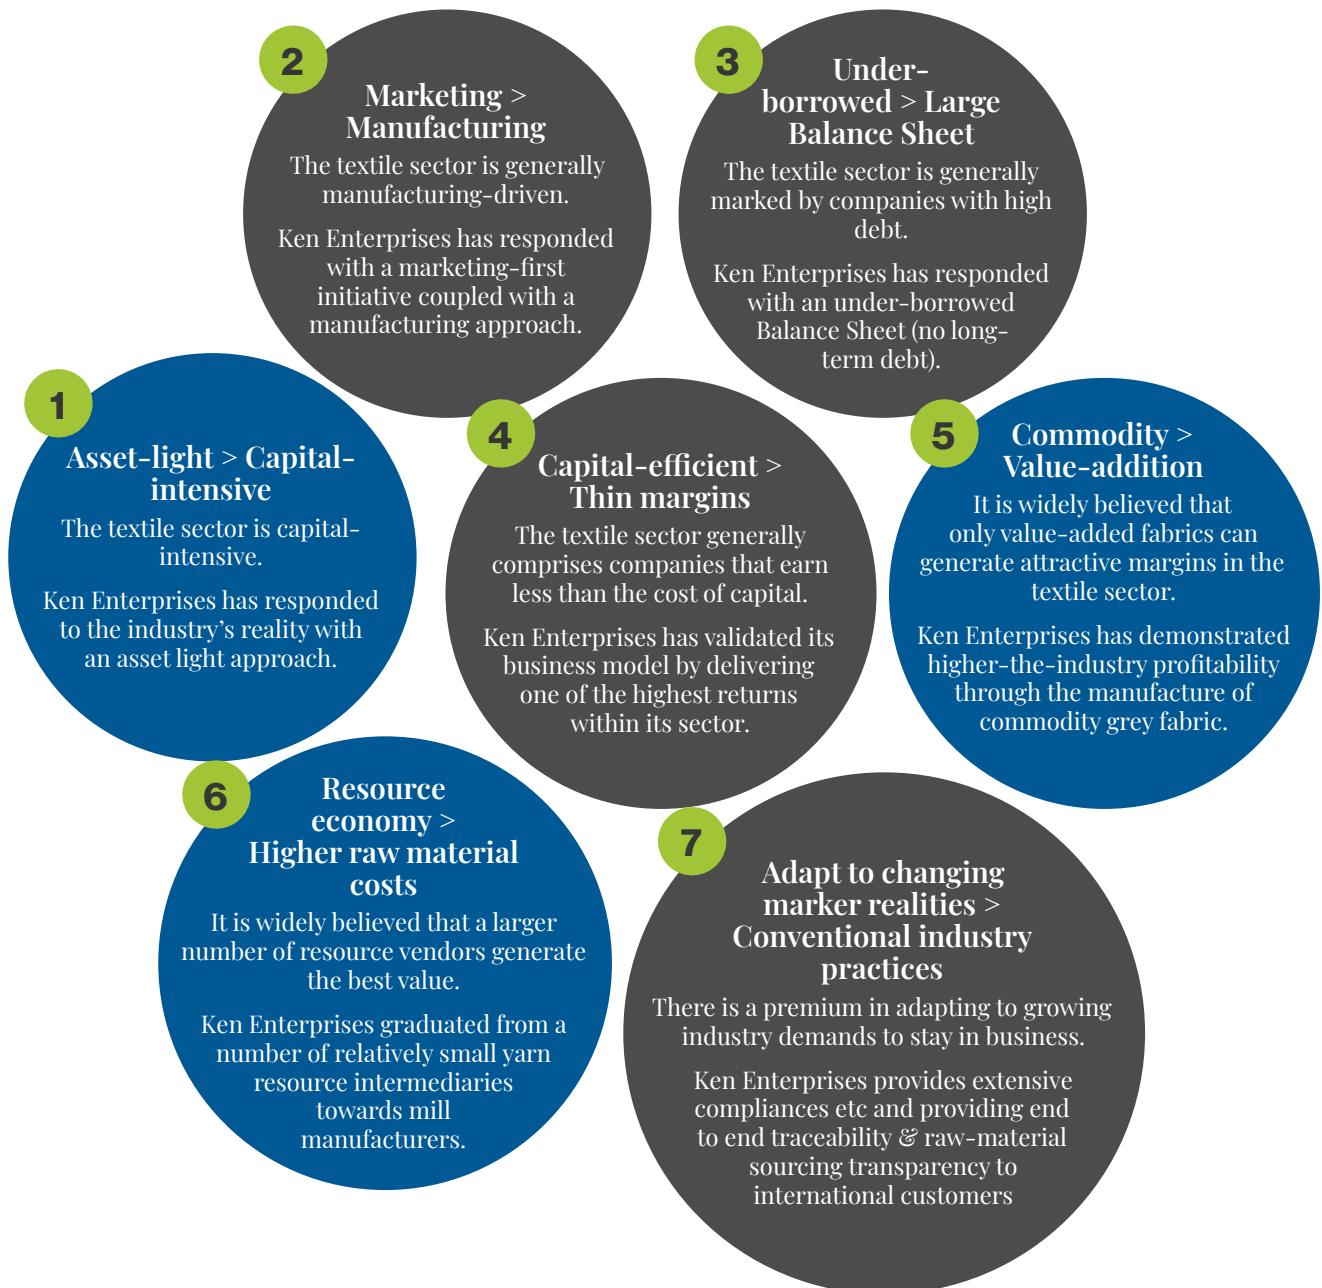 1
Asset-light > Capital-
intensive
The textile sector is capital-
intensive.
Ken Enterprises has responded
to the industry's reality with
an asset light approach.
2
Marketing >
Manufacturing
The textile sector is generally
manufacturing-driven.
Ken Enterprises has responded
with a marketing-first
initiative coupled with a
manufacturing approach.
3
Under-
borrowed > Large
Balance Sheet
The textile sector is generally
marked by companies with high
debt.
Ken Enterprises has responded
with an under-borrowed
Balance Sheet (no long-
term debt).
4
Capital-efficient >
Thin margins
The textile sector generally
comprises companies that earn
less than the cost of capital.
Ken Enterprises has validated its
business model by delivering
one of the highest returns
within its sector.
5
Commodity >
Value-addition
It is widely believed that
only value-added fabrics can
generate attractive margins in the
textile sector.
Ken Enterprises has demonstrated
higher-the-industry profitability
through the manufacture of
commodity grey fabric.
6
Resource
economy >
Higher raw material
costs
It is widely believed that a larger
number of resource vendors generate
the best value.
Ken Enterprises graduated from a
number of relatively small yarn
resource intermediaries
towards mill
manufacturers.
7
Adapt to changing
marker realities >
Conventional industry
practices
There is a premium in adapting to growing
industry demands to stay in business.
Ken Enterprises provides extensive
compliances etc and providing end
to end traceability & raw-material
sourcing transparency to
international customers